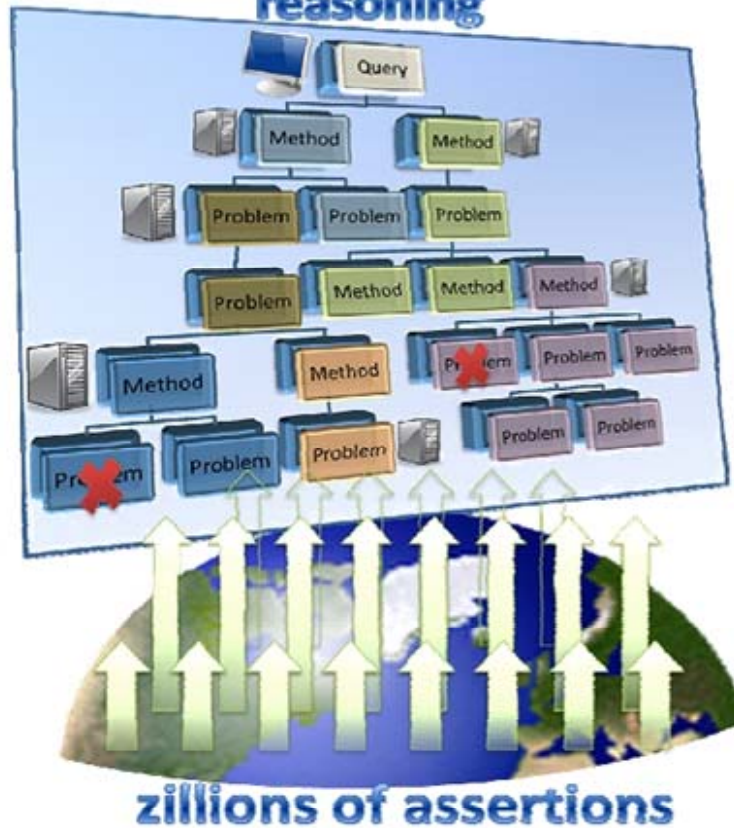 reasoning
Query
Method Method
Problem Problem Problem
Problem Method Method Method
Method Method Problem Problem Problem
Problem Problem Problem Problem Problem
zillions of assertions